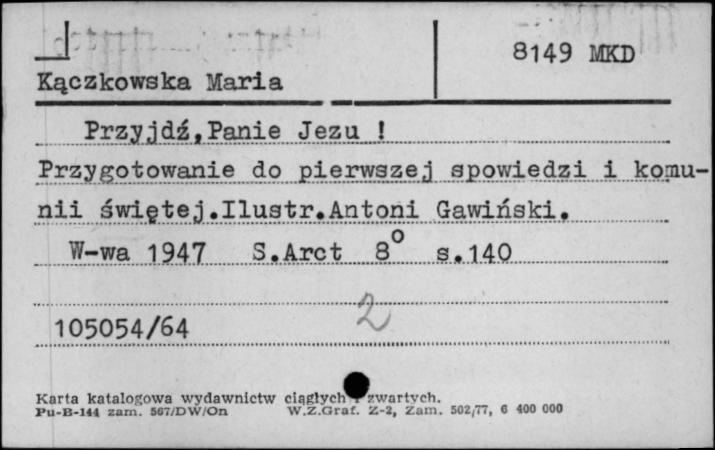 8149 MKD
Kączkowska Maria
Przyjdź,Panie Jezu !
Przygotowanie do pierwszej spowiedzi i komu-
nii świętej.Ilustr.Antoni Gawiński.
W-wa 1947 S.Arct 8° s.140
105054/64 2
Karta katalogowa wydawnictw ciągłych i zwartych.
Pu-B-144 zam. 567/DW/On W.Z.Graf. Z-2, Zam. 502/77, 6 400 000